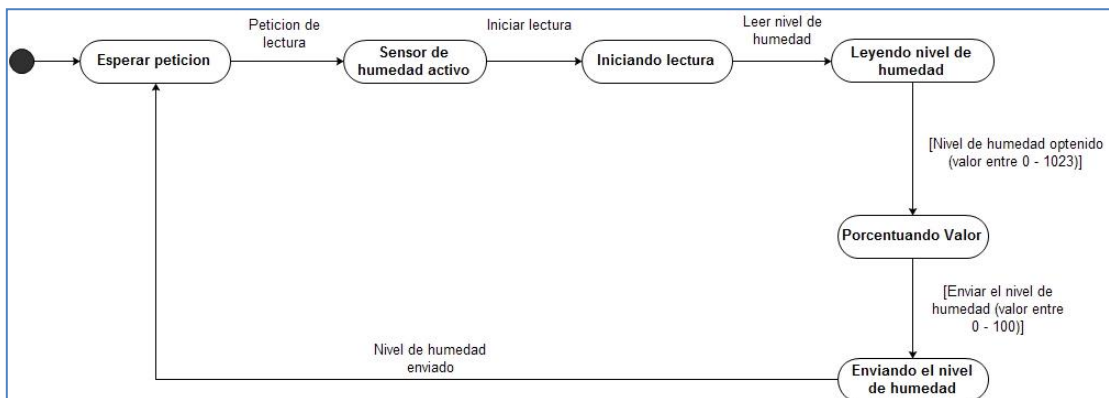 Esperar peticion
Peticion de
lectura
Sensor de
humedad activo
Iniciar lectura
Iniciando lectura
Leer nivel de
humedad
Leyendo nivel de
humedad
[Nivel de humedad optenido
(valor entre 0 - 1023)]
Porcentuando Valor
[Enviar el nivel de
humedad (valor entre
0 - 100)]
Enviando el nivel
de humedad
Nivel de humedad
enviado